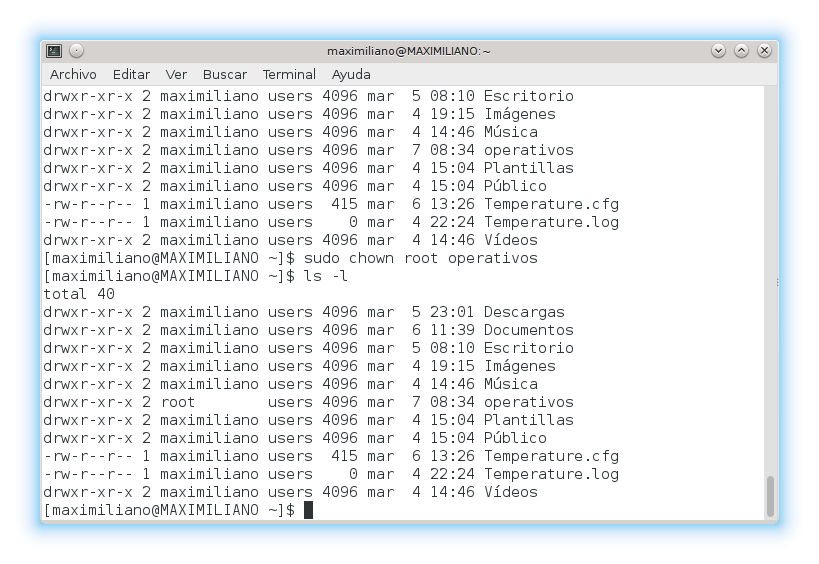 maximiliano@MAXIMILIANO:~
Archivo Editar Ver Buscar Terminal Ayuda
drwxr-xr-x 2 maximiliano users 4096 mar  5 08:10 Escritorio
drwxr-xr-x 2 maximiliano users 4096 mar  4 19:15 Imágenes
drwxr-xr-x 2 maximiliano users 4096 mar  4 14:46 Música
drwxr-xr-x 2 maximiliano users 4096 mar  7 08:34 operativos
drwxr-xr-x 2 maximiliano users 4096 mar  4 15:04 Plantillas
drwxr-xr-x 2 maximiliano users 4096 mar  4 15:04 Público
-rw-r--r-- 1 maximiliano users  415 mar  6 13:26 Temperature.cfg
-rw-r--r-- 1 maximiliano users    0 mar  4 22:24 Temperature.log
drwxr-xr-x 2 maximiliano users 4096 mar  4 14:46 Vídeos
[maximiliano@MAXIMILIANO ~]$ sudo chown root operativos
[maximiliano@MAXIMILIANO ~]$ ls -l
total 40
drwxr-xr-x 2 maximiliano users 4096 mar  5 23:01 Descargas
drwxr-xr-x 2 maximiliano users 4096 mar  6 11:39 Documentos
drwxr-xr-x 2 maximiliano users 4096 mar  5 08:10 Escritorio
drwxr-xr-x 2 maximiliano users 4096 mar  4 19:15 Imágenes
drwxr-xr-x 2 maximiliano users 4096 mar  4 14:46 Música
drwxr-xr-x 2 root        users 4096 mar  7 08:34 operativos
drwxr-xr-x 2 maximiliano users 4096 mar  4 15:04 Plantillas
drwxr-xr-x 2 maximiliano users 4096 mar  4 15:04 Público
-rw-r--r-- 1 maximiliano users  415 mar  6 13:26 Temperature.cfg
-rw-r--r-- 1 maximiliano users    0 mar  4 22:24 Temperature.log
drwxr-xr-x 2 maximiliano users 4096 mar  4 14:46 Vídeos
[maximiliano@MAXIMILIANO ~]$